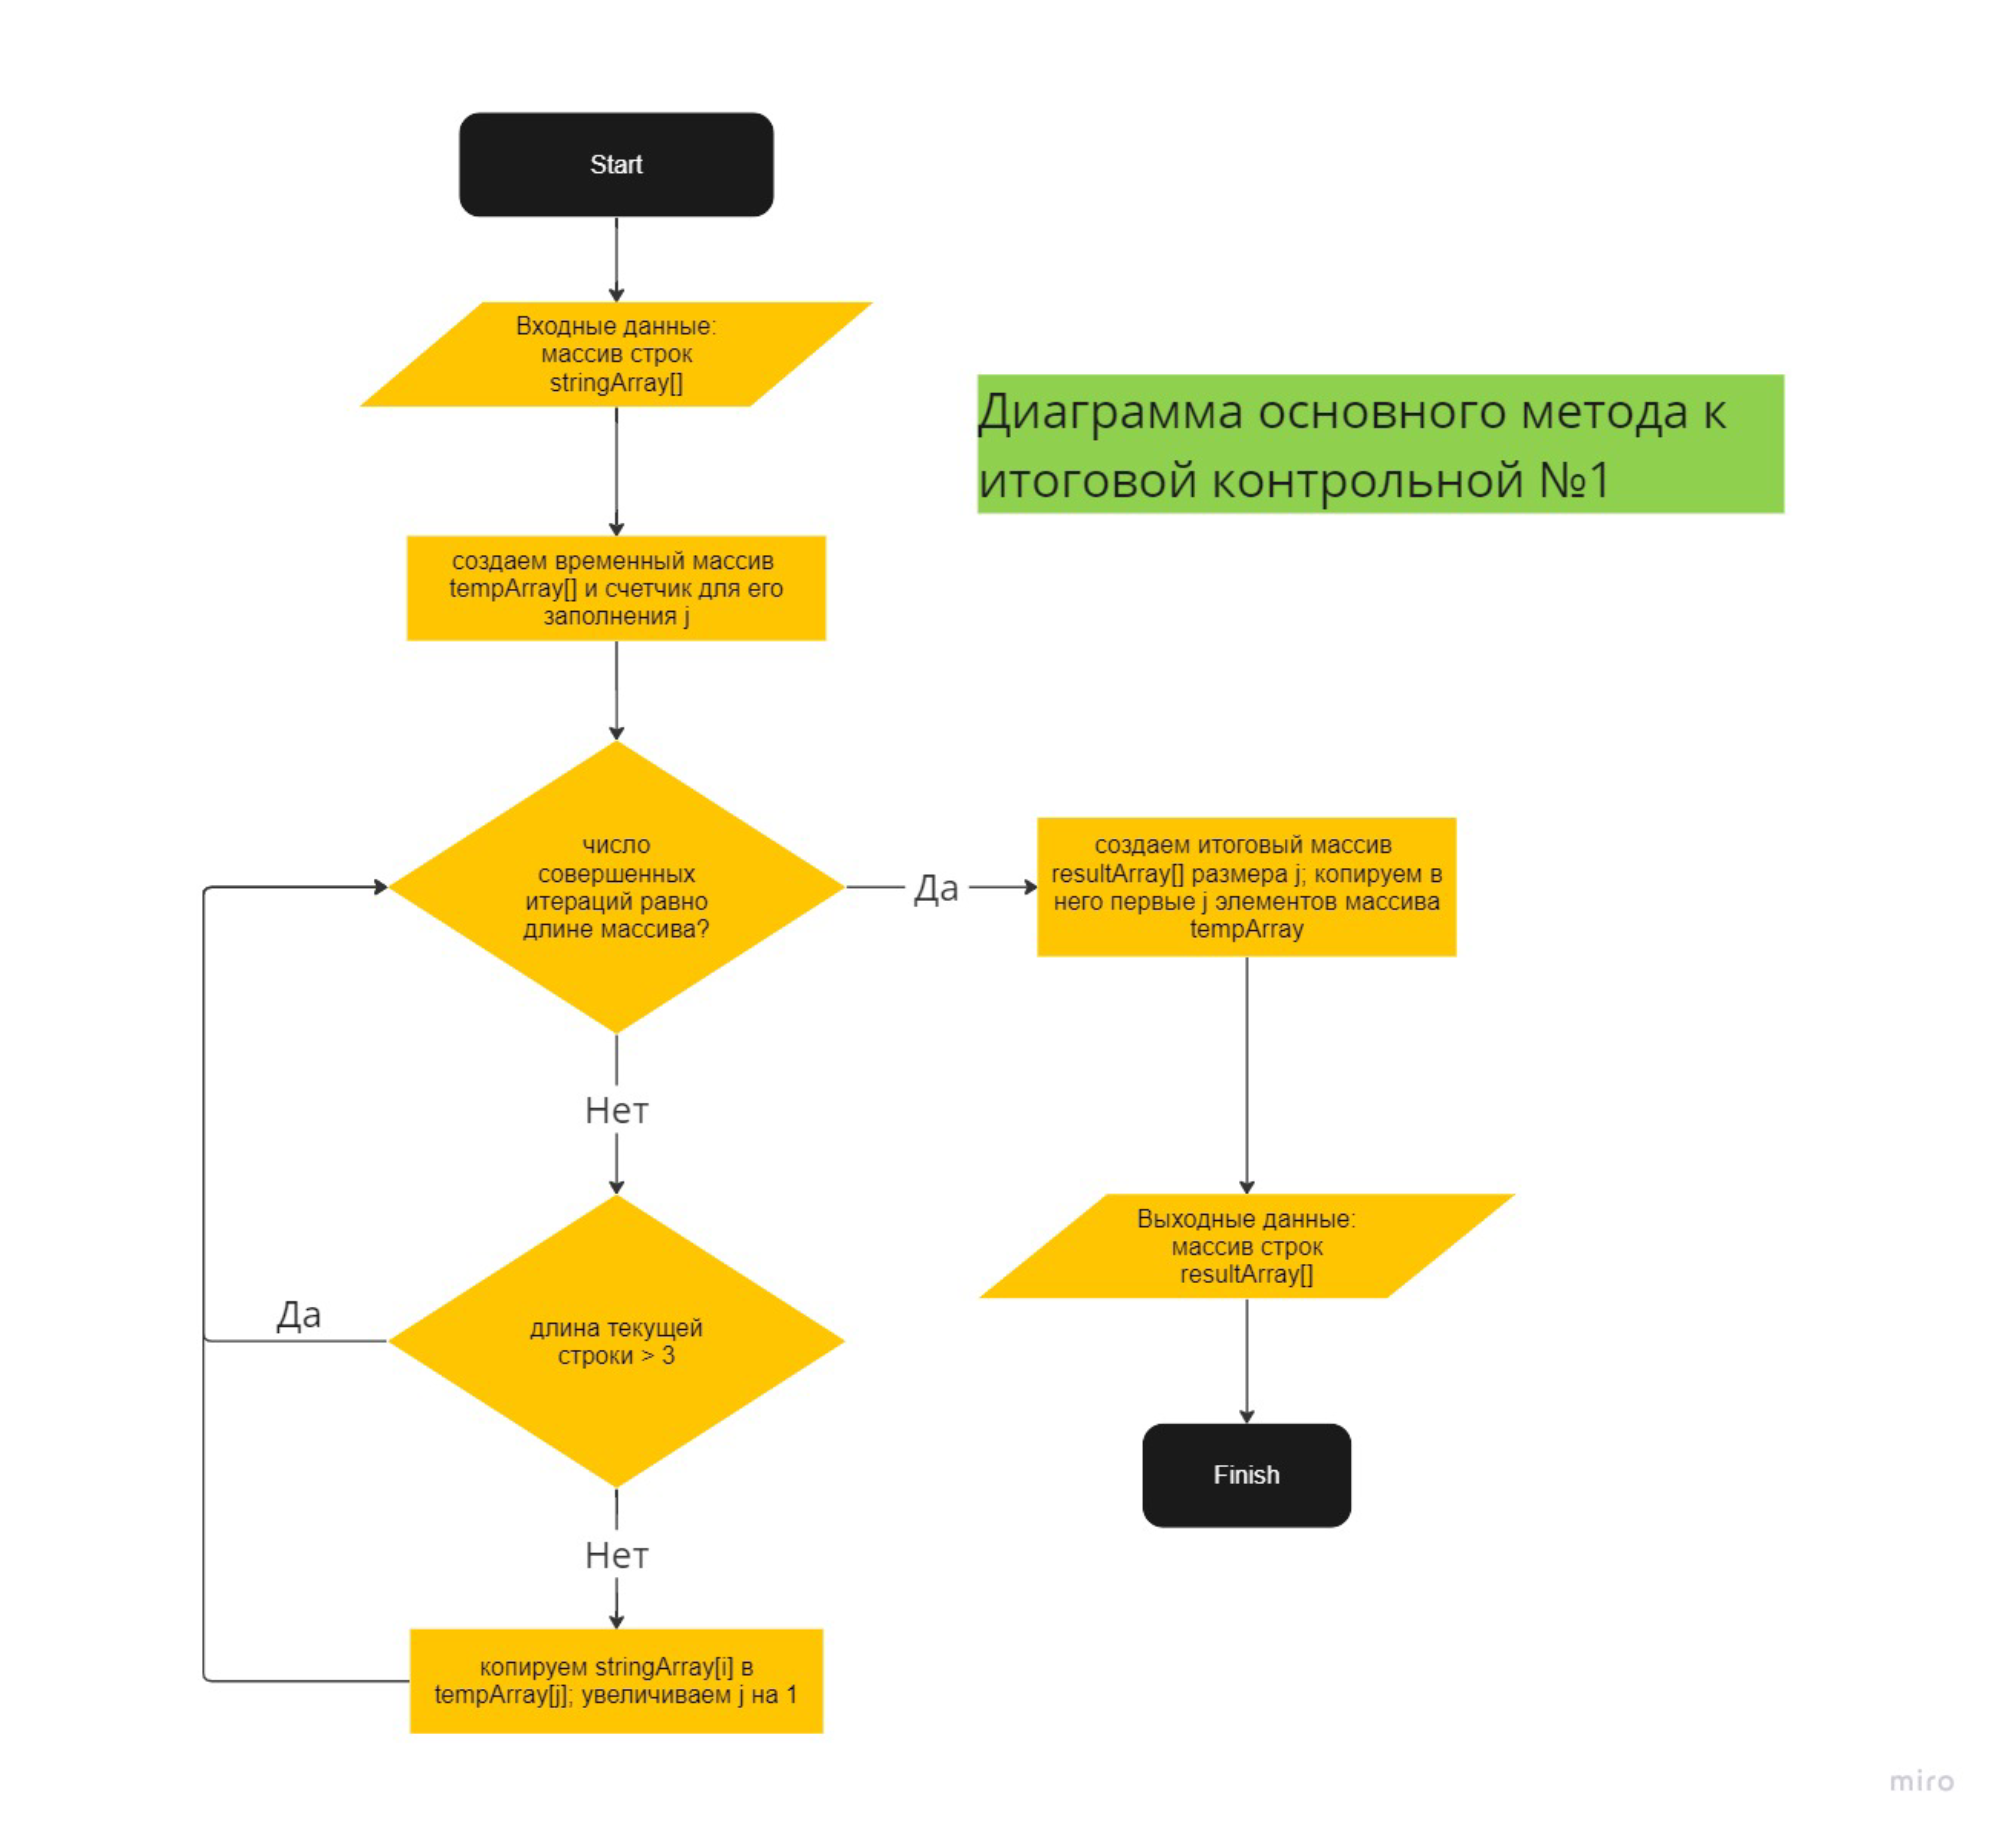 Start
Входные данные:
массив строк
stringArray[]
Диаграмма основного метода к
итоговой контрольной №1
создаем временный массив
tempArray[] и счетчик для его
заполнения j
число
совершенных
итераций равно
длине массива?
Да
создаем итоговый массив
resultArray[] размера j; копируем в
него первые j элементов массива
tempArray
Нет
Выходные данные:
массив строк
resultArray[]
Да
длина текущей
строки > 3
Finish
Нет
копируем stringArray[i] в
tempArray[j]; увеличиваем j на 1
miro